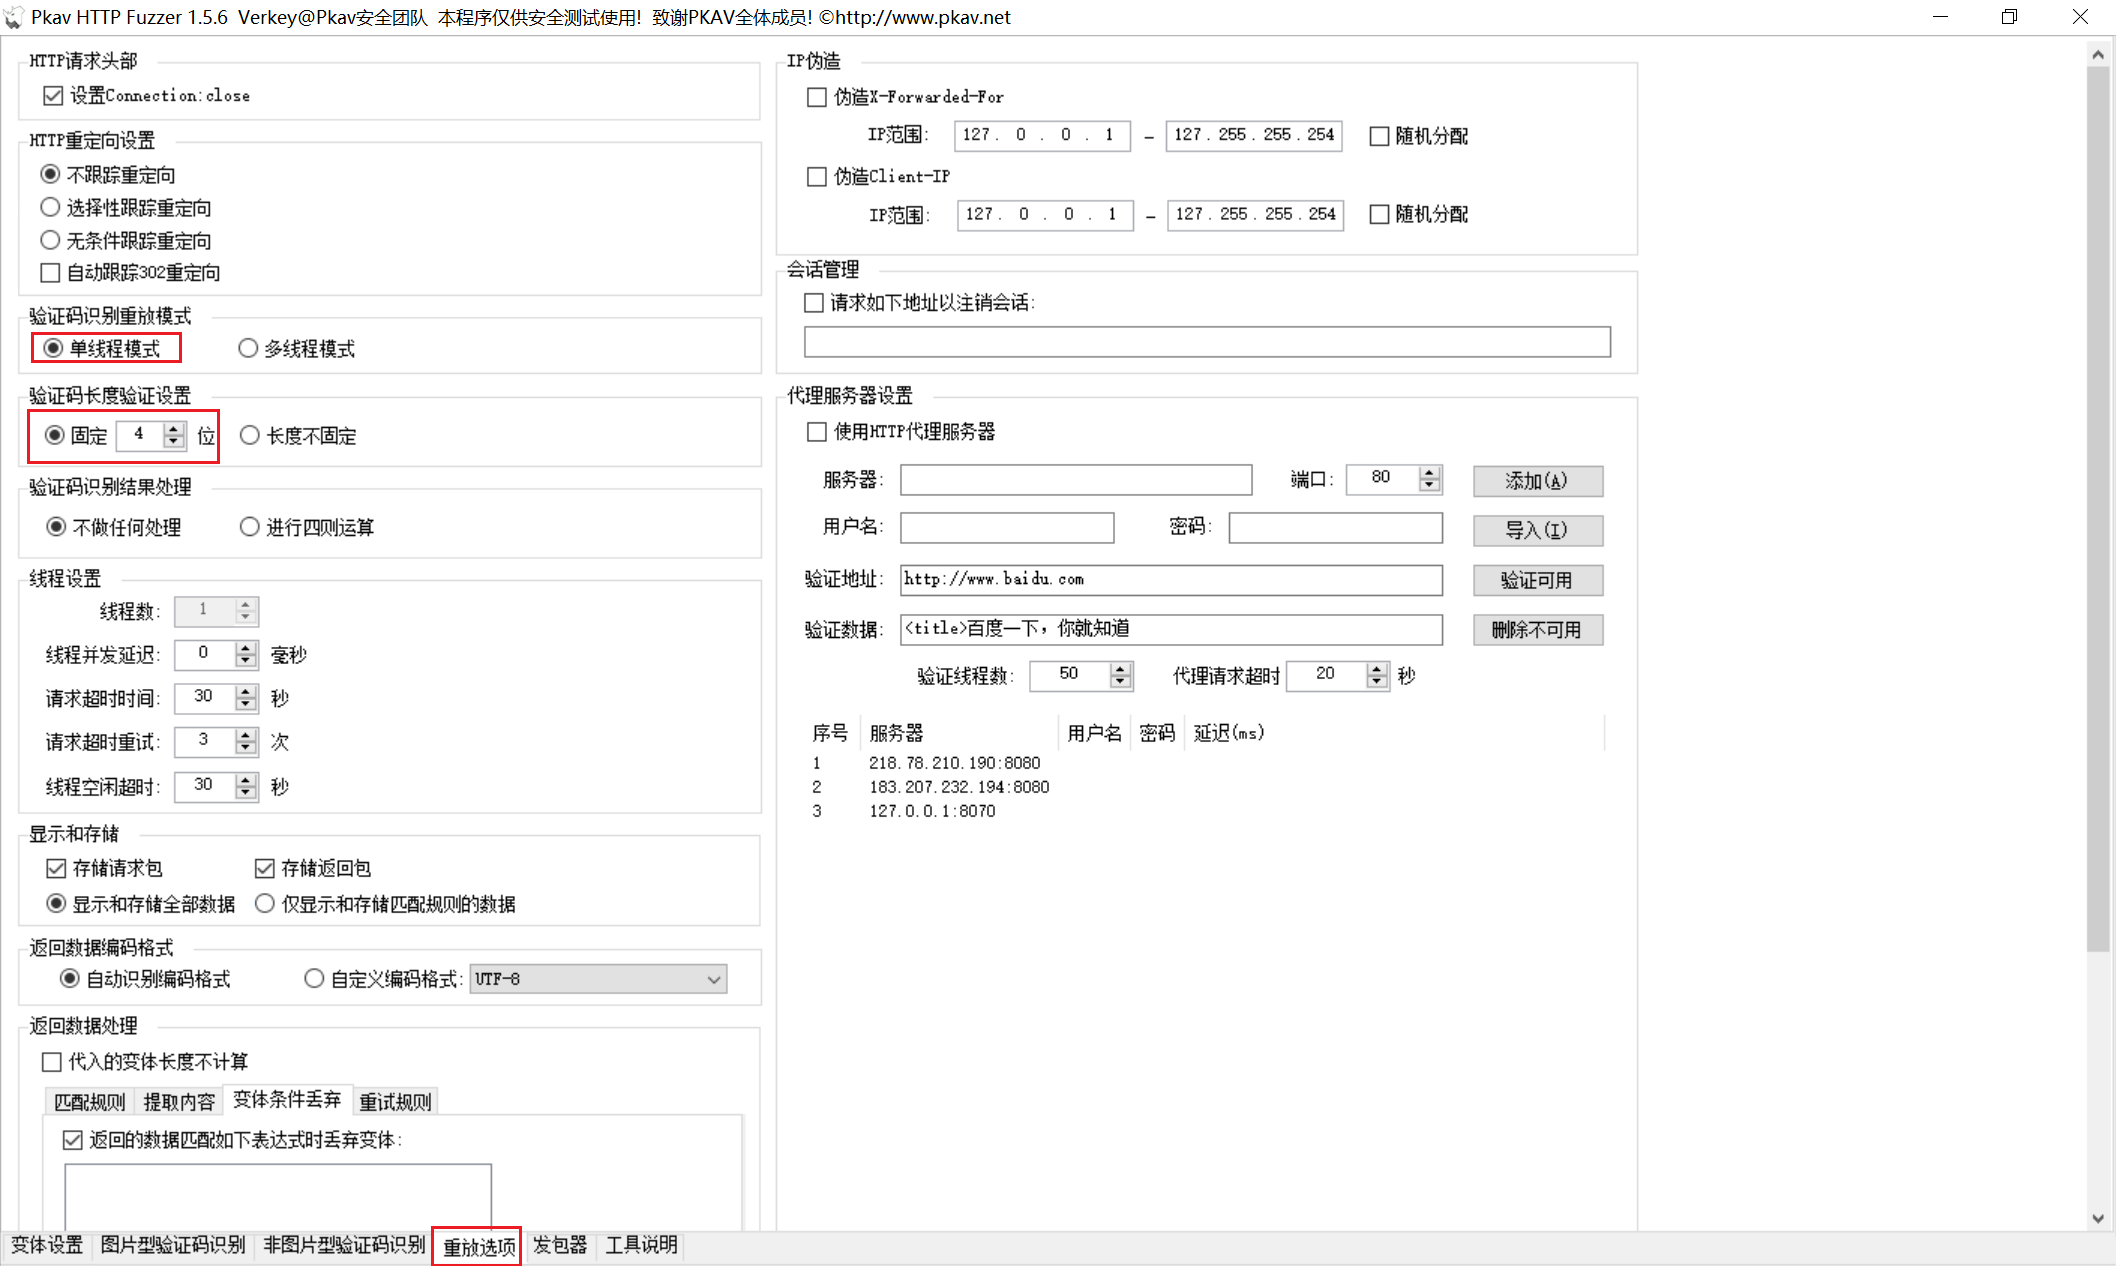 Pkav HTTP Fuzzer 1.5.6 Verkey@Pkav安全团队 本程序仅供安全测试使用! 致谢PKAV全体成员! ©http://www.pkav.net
HTTP请求头部
设置Connection:close
HTTP重定向设置
不跟踪重定向
选择性跟踪重定向
无条件跟踪重定向
自动跟踪302重定向
验证码识别重放模式
单线程模式 多线程模式
验证码长度验证设置
固定 4 位 长度不固定
验证码识别结果处理
不做任何处理 进行四则运算
线程设置
线程数: 1
线程并发延迟: 0 毫秒
请求超时时间: 30 秒
请求超时重试: 3 次
线程空闲超时: 30 秒
显示和存储
存储请求包 存储返回包
显示和存储全部数据 仅显示和存储匹配规则的数据
返回数据编码格式
自动识别编码格式 自定义编码格式: UTF-8
返回数据处理
代入的变体长度不计算
匹配规则 提取内容 变体条件丢弃 重试规则
返回的数据匹配如下表达式时丢弃变体:
IP伪造
伪造X-Forwarded-For
IP范围: 127. 0 . 0 . 1 - 127. 255. 255. 254 随机分配
伪造Client-IP
IP范围: 127. 0 . 0 . 1 - 127. 255. 255. 254 随机分配
会话管理
请求如下地址以注销会话:
代理服务器设置
使用HTTP代理服务器
服务器: 端口: 80 添加(A)
用户名: 密码: 导入(I)
验证地址: http://www.baidu.com 验证可用
验证数据: <title>百度一下，你就知道 删除不可用
验证线程数: 50 代理请求超时 20 秒
序号 服务器 用户名 密码 延迟(ms)
1 218.78.210.190:8080
2 183.207.232.194:8080
3 127.0.0.1:8070
变体设置 图片型验证码识别 非图片型验证码识别 重放选项 发包器 工具说明